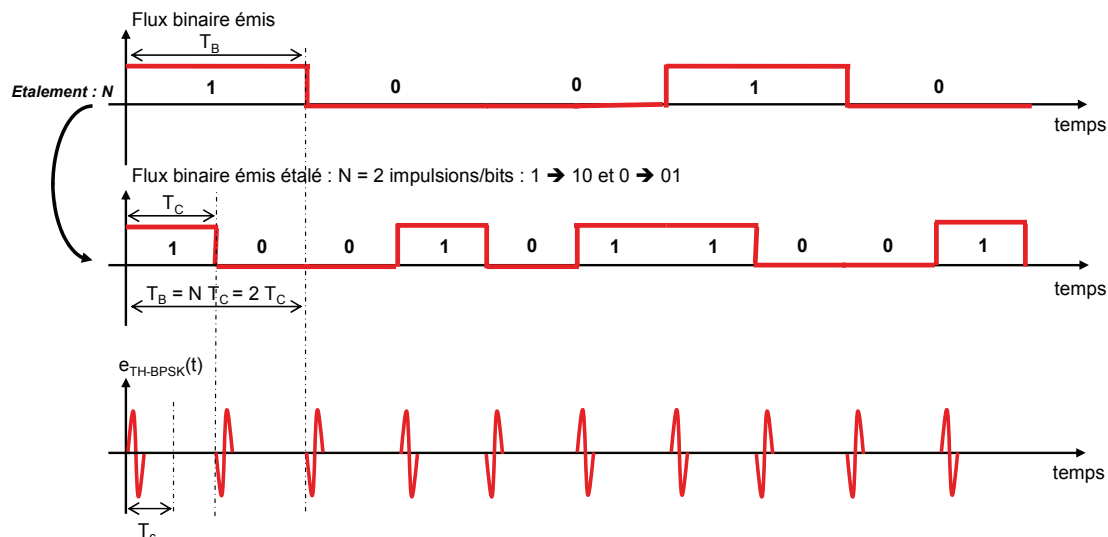 Flux binaire émis
T_B
Etalement : N
1 0 0 1 0
temps
Flux binaire émis étalé : N = 2 impulsions/bits : 1 ➔ 10 et 0 ➔ 01
T_C
1 0 0 1 0 1 1 0 0 1
T_B = N T_C = 2 T_C
temps
e_TH-BPSK(t)
temps